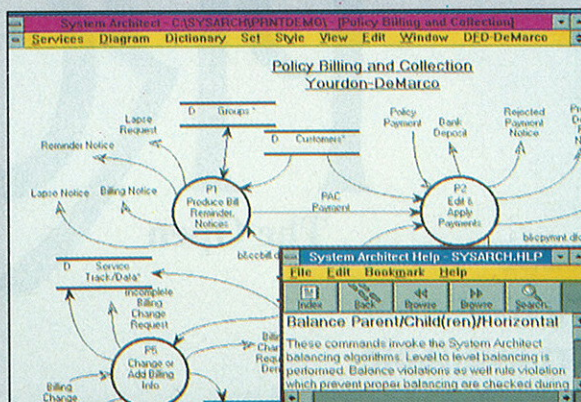 System Architect - C:\SYSARCH\PRNTDEMO\ - [Policy Billing and Collection]
Services Diagram Dictionary Set Style View Edit Window DFD-DeMarco
Policy Billing and Collection
Yourdon-DeMarco
D Groups *
Lapse
Request
Reminder Notice
D Customers*
Policy
Payment
Bank
Deposit
Rejected
Payment
Notice
Lapse Notice
Billing Notice
P1
Produce Bill
Reminder,
Notices
PAC
Payment
P2
Edit &
Apply
Payments
D Service
Track/Data*
Incomplete
Billing
Change
Request
P5
Change or
Add Billing
Info
Billing
Change
System Architect Help - SYSARCH.HLP
File Edit Bookmark Help
Index Back Browse Browse Search...
Balance Parent/Child(ren)/Horizontal
These commands invoke the System Architect
balancing algorithms. Level to level balancing is
performed. Balance violations as well rule violation
which prevent proper balancing are checked during